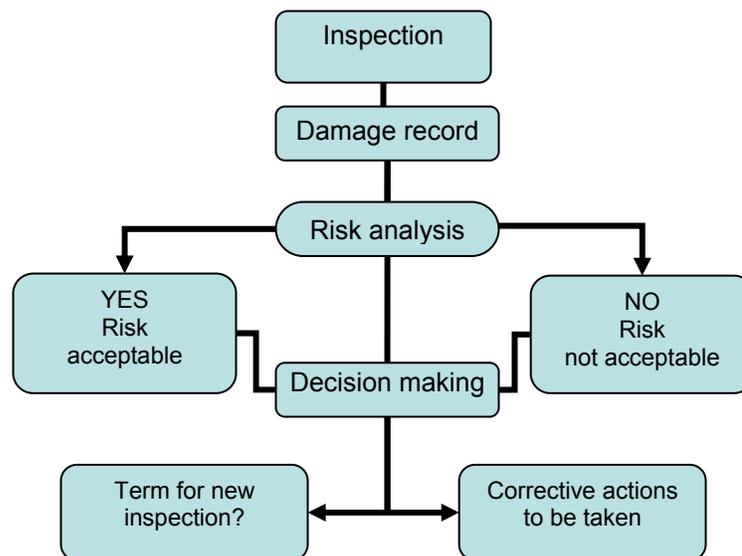 Inspection
Damage record
Risk analysis
YES
Risk
acceptable
NO
Risk
not acceptable
Decision making
Term for new
inspection?
Corrective actions
to be taken